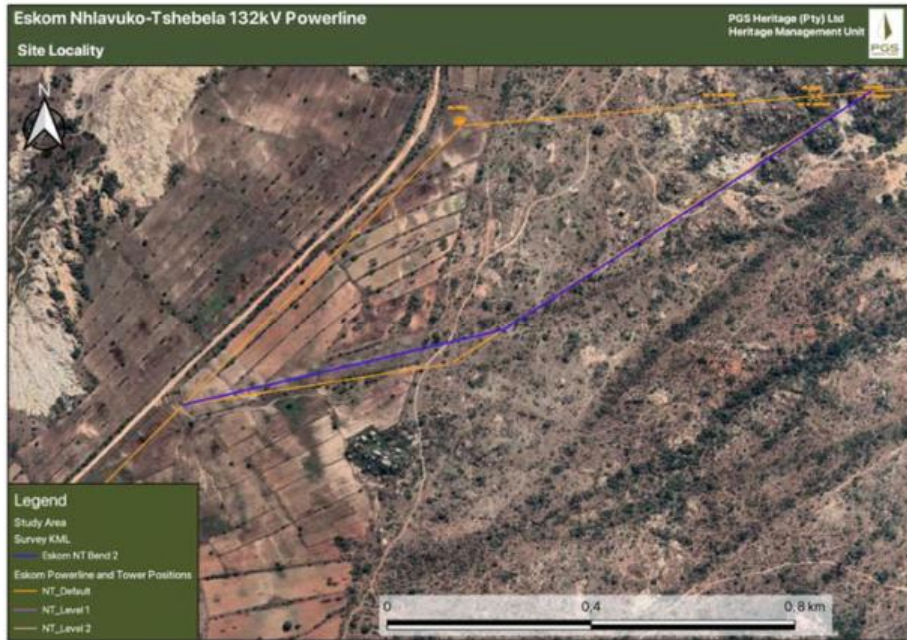 Eskom Nhlavuko-Tshebela 132kV Powerline
Site Locality
PGS Heritage (Pty) Ltd
Heritage Management Unit
PGS
N
Legend
Study Area
Survey KML
Eskom NT Bend 2
Eskom Powerline and Tower Positions
NT_Default
NT_Level 1
NT_Level 2
0 0,4 0,8 km